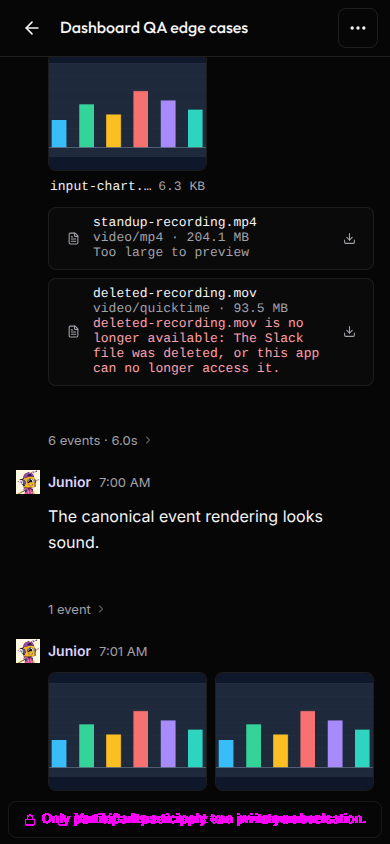 Dashboard QA edge cases
input-chart.… 6.3 KB
standup-recording.mp4
video/mp4 · 204.1 MB
Too large to preview
deleted-recording.mov
video/quicktime · 93.5 MB
deleted-recording.mov is no
longer available: The Slack
file was deleted, or this app
can no longer access it.
6 events · 6.0s
Junior 7:00 AM
The canonical event rendering looks
sound.
1 event
Junior 7:01 AM
Only